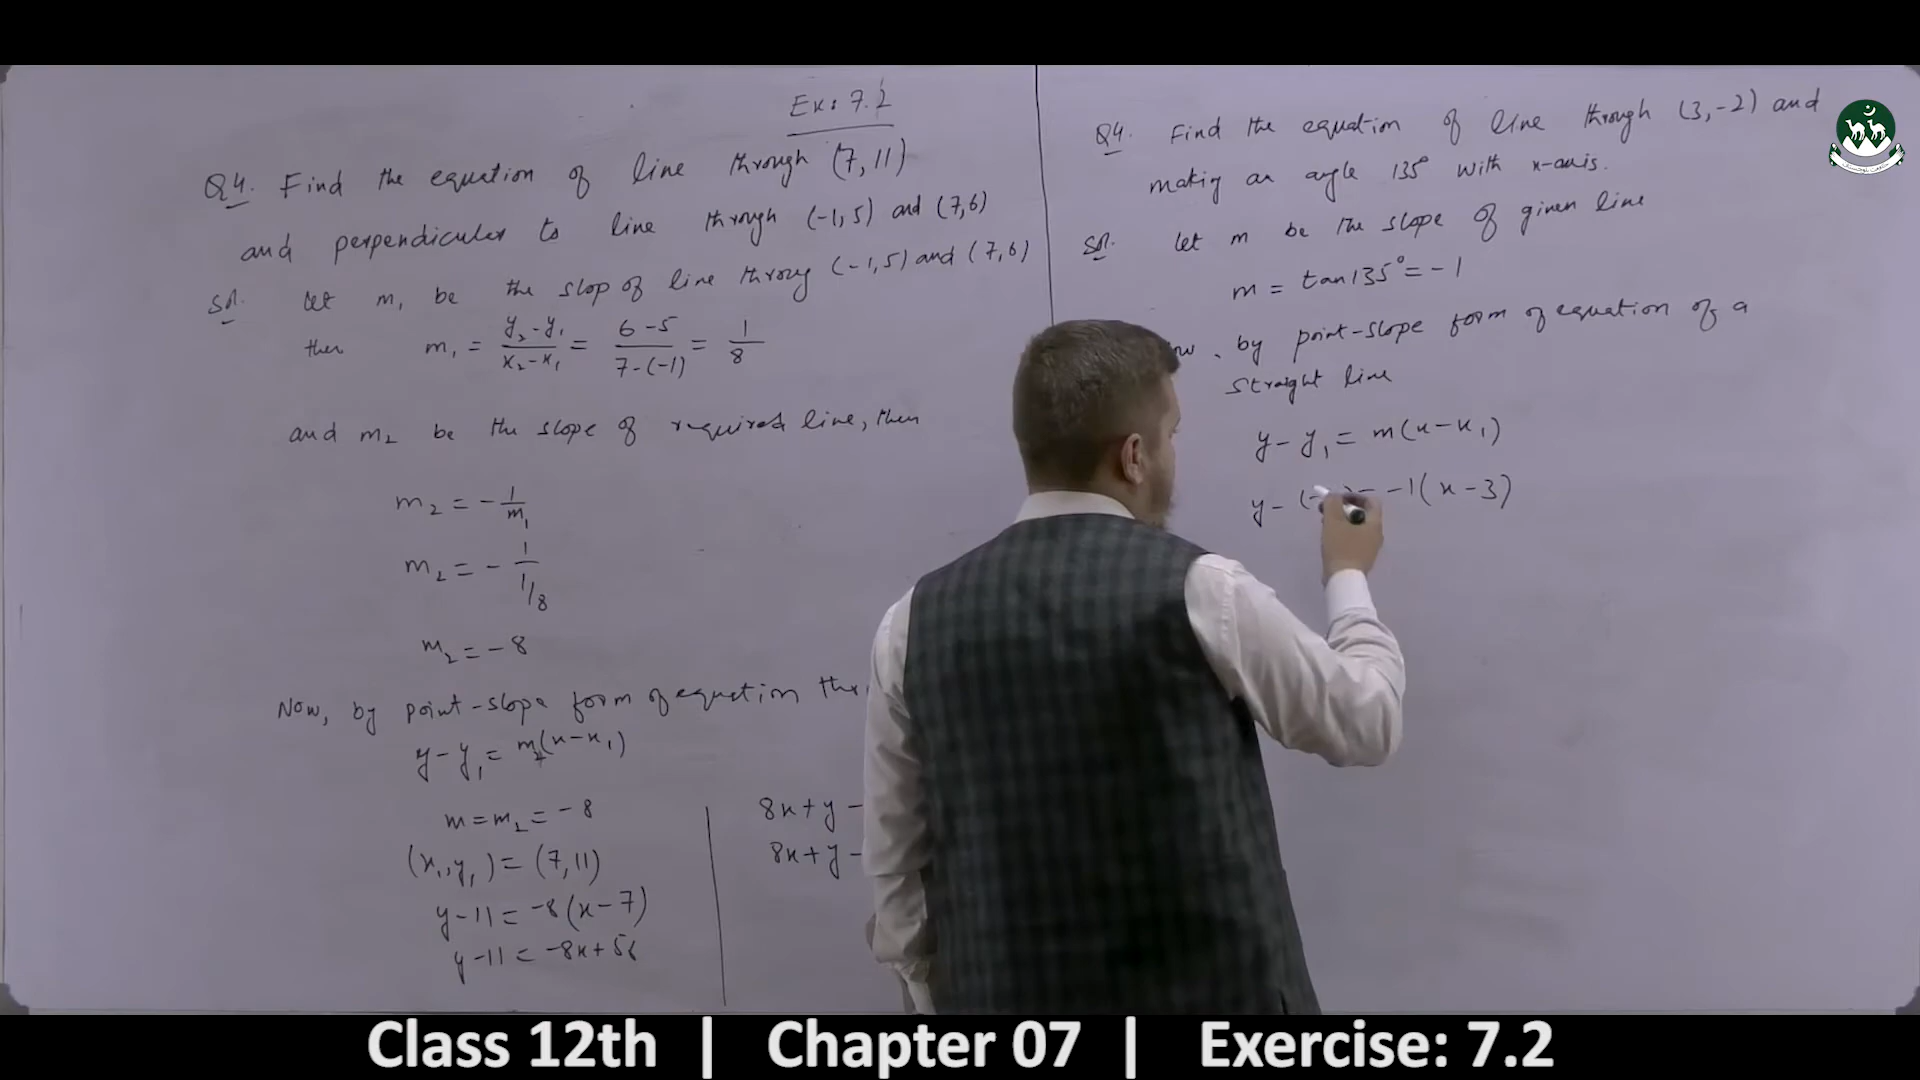 Ex: 7.2
Q4. Find the equation of line through (7, 11)
and perpendicular to line through (-1, 5) and (7, 6)
Sol. Let m₁ be the slop of line throug (-1, 5) and (7, 6)
then m₁ = y₂-y₁/x₂-x₁ = 6-5/7-(-1) = 1/8
and m₂ be the slope of required line, then
m₂ = -1/m₁
m₂ = -1/1/8
m₂ = -8
Now, by point-slope form of equation the
y-y₁ = m₂(x-x₁)
m = m₂ = -8
(x₁, y₁) = (7, 11)
y-11 = -8(x-7)
y-11 = -8x+56
8x+y-
8x+y-
Q4. Find the equation of line through (3, -2) and
making an angle 135° with x-axis.
Sol. Let m be the slope of given line
m = tan135° = -1
by point-slope form of equation of a
straight line
y-y₁ = m(x-x₁)
y-(- = -1(x-3)
Class 12th | Chapter 07 | Exercise: 7.2